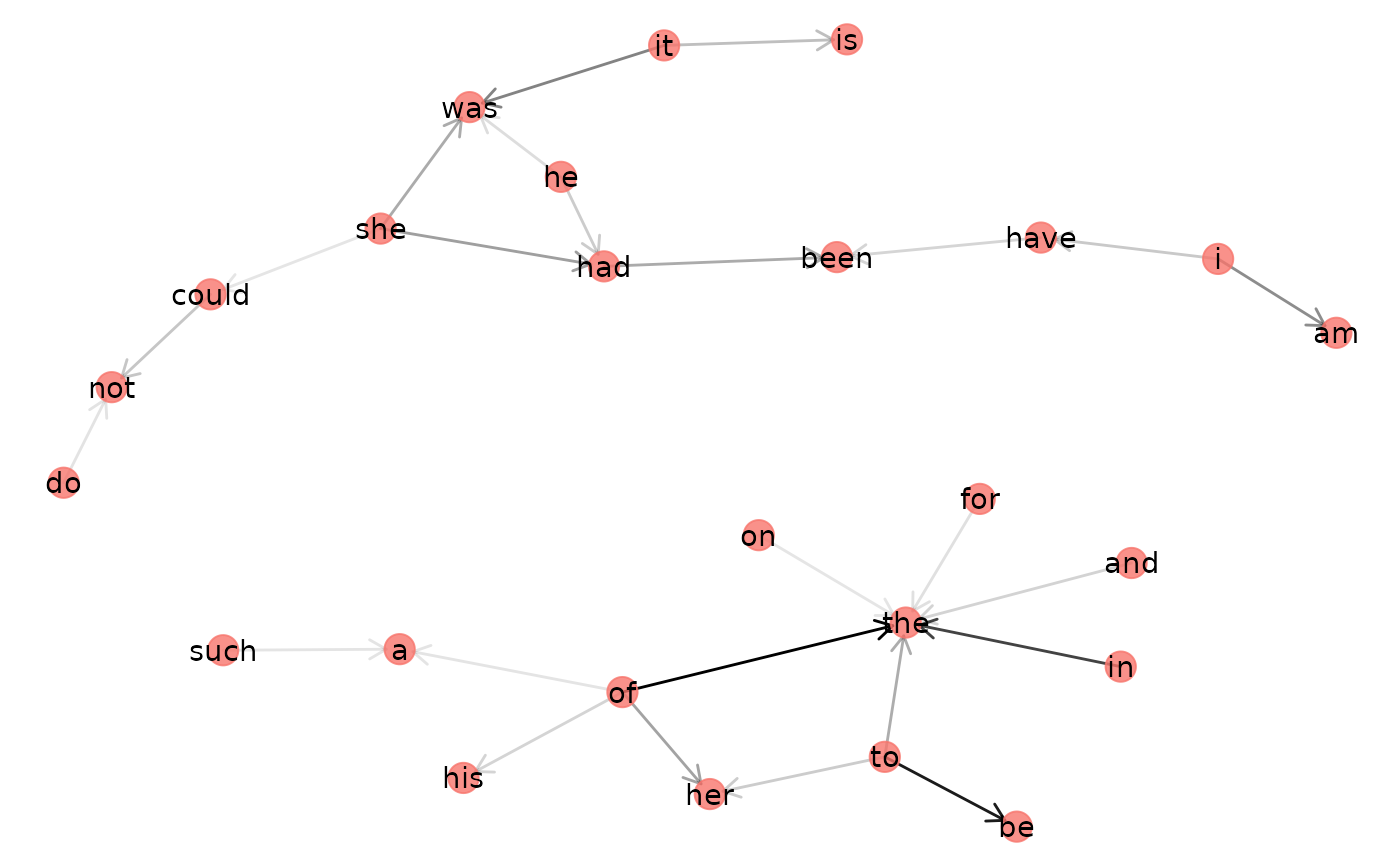 it
is
was
he
she
had
been
have
i
could
am
not
do
for
on
and
the
such
a
in
of
to
his
her
be